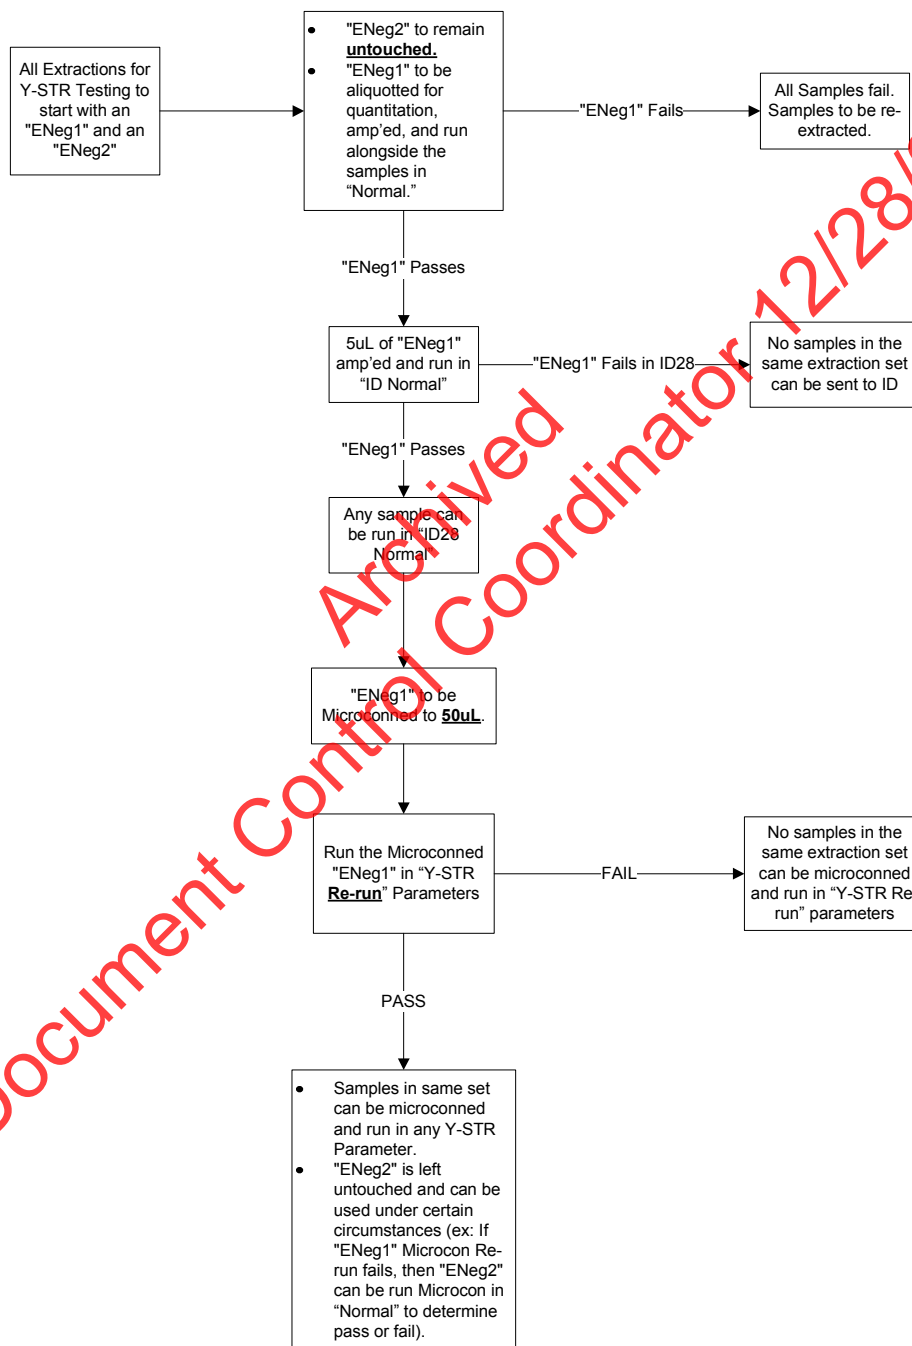 All Extractions for
Y-STR Testing to
start with an
"ENeg1" and an
"ENeg2"
• "ENeg2" to remain
untouched.
• "ENeg1" to be
aliquotted for
quantitation,
amp'ed, and run
alongside the
samples in
“Normal.”
"ENeg1" Fails
All Samples fail.
Samples to be re-
extracted.
"ENeg1" Passes
5uL of "ENeg1"
amp'ed and run in
“ID Normal”
"ENeg1" Fails in ID28
No samples in the
same extraction set
can be sent to ID
"ENeg1" Passes
Any sample can
be run in “ID28
Normal”
"ENeg1" to be
Microconned to 50uL.
Run the Microconned
"ENeg1" in “Y-STR
Re-run” Parameters
FAIL
No samples in the
same extraction set
can be microconned
and run in “Y-STR Re
run” parameters
PASS
• Samples in same set
can be microconned
and run in any Y-STR
Parameter.
• "ENeg2" is left
untouched and can be
used under certain
circumstances (ex: If
"ENeg1" Microcon Re-
run fails, then "ENeg2"
can be run Microcon in
“Normal” to determine
pass or fail).
Archived
Document Control Coordinator 12/28/